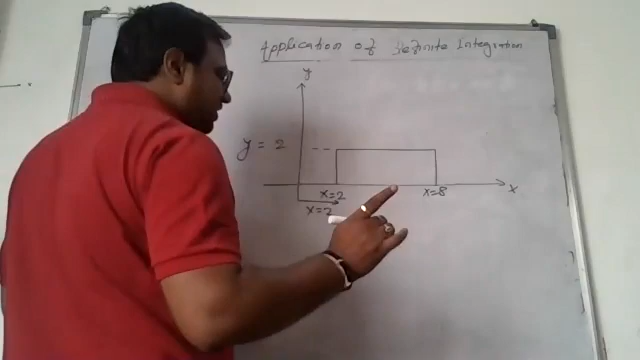 Application of Definite Integration
y
y = 2
x=2
x=8
x
x=2